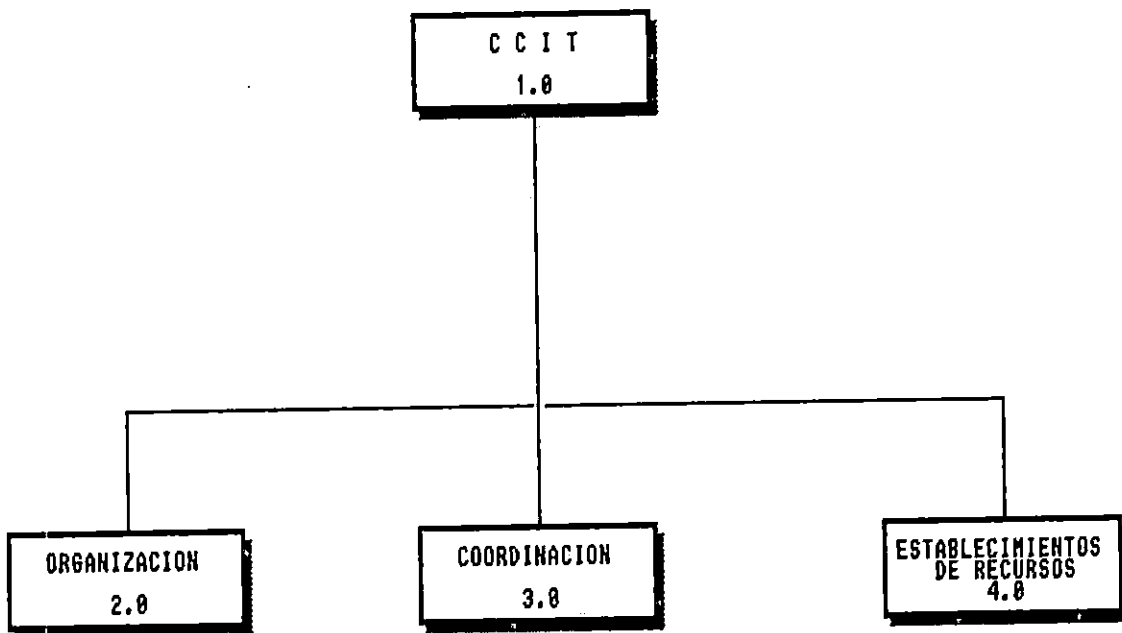 C C I T
1.0
ORGANIZACION
2.0
COORDINACION
3.0
ESTABLECIMIENTOS
DE RECURSOS
4.0